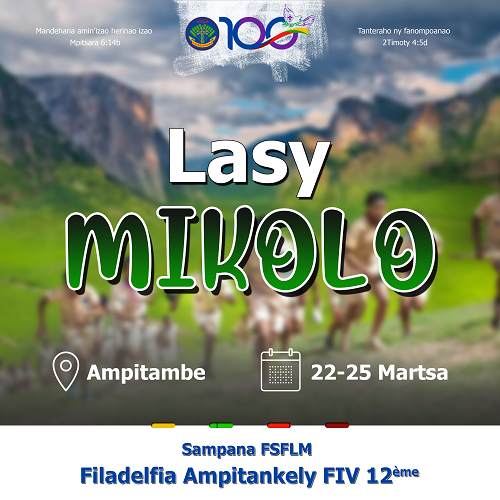 Mandehana amin'izao herinao izao
Mpitsara 6:14b
100
Tanteraho ny fanompoanao
2Timoty 4:5d
Lasy
MIKOLO
Ampitambe
22-25 Martsa
Sampana FSFLM
Filadelfia Ampitankely FIV 12ème